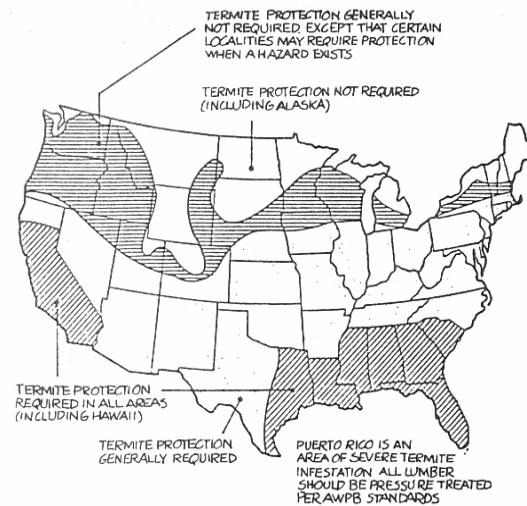 TERMITE PROTECTION GENERALLY
NOT REQUIRED, EXCEPT THAT CERTAIN
LOCALITIES MAY REQUIRE PROTECTION
WHEN A HAZARD EXISTS
TERMITE PROTECTION NOT REQUIRED
(INCLUDING ALASKA)
TERMITE PROTECTION
REQUIRED IN ALL AREAS
(INCLUDING HAWAII)
TERMITE PROTECTION
GENERALLY REQUIRED
PUERTO RICO IS AN
AREA OF SEVERE TERMITE
INFESTATION ALL LUMBER
SHOULD BE PRESSURE TREATED
PER AWPB STANDARDS